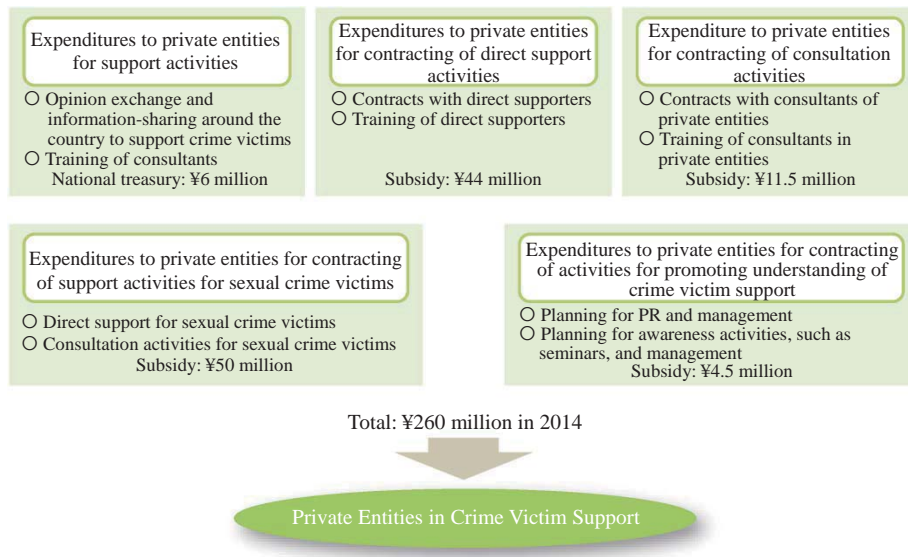 Expenditures to private entities
for support activities
○ Opinion exchange and
information-sharing around the
country to support crime victims
○ Training of consultants
National treasury: ¥6 million
Expenditures to private entities
for contracting of direct support
activities
○ Contracts with direct supporters
○ Training of direct supporters
Subsidy: ¥44 million
Expenditure to private entities
for contracting of consultation
activities
○ Contracts with consultants of
private entities
○ Training of consultants in
private entities
Subsidy: ¥11.5 million
Expenditures to private entities for contracting
of support activities for sexual crime victims
○ Direct support for sexual crime victims
○ Consultation activities for sexual crime victims
Subsidy: ¥50 million
Expenditures to private entities for contracting
of activities for promoting understanding of
crime victim support
○ Planning for PR and management
○ Planning for awareness activities, such as
seminars, and management
Subsidy: ¥4.5 million
Total: ¥260 million in 2014
Private Entities in Crime Victim Support